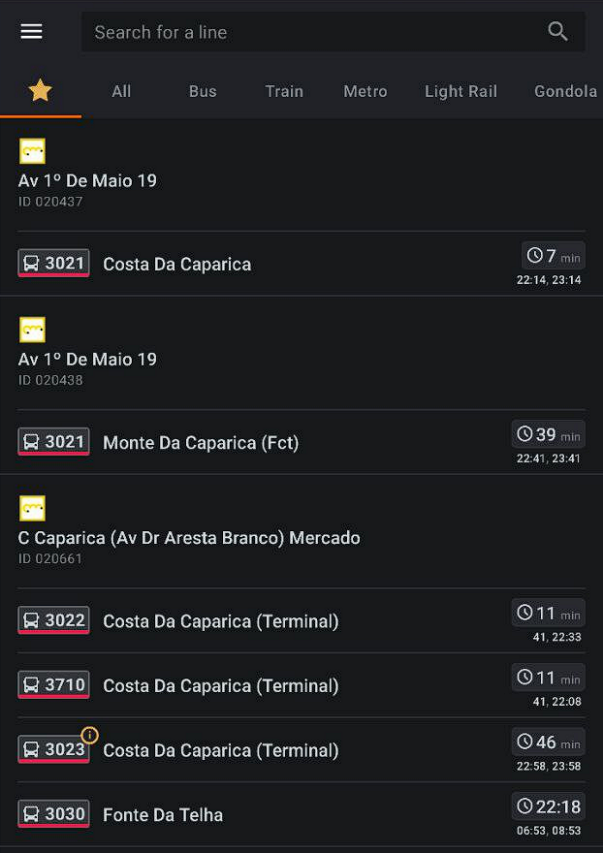 Search for a line
All Bus Train Metro Light Rail Gondola
Av 1º De Maio 19
ID 020437
3021 Costa Da Caparica 7 min
22:14, 23:14
Av 1º De Maio 19
ID 020438
3021 Monte Da Caparica (Fct) 39 min
22:41, 23:41
C Caparica (Av Dr Aresta Branco) Mercado
ID 020661
3022 Costa Da Caparica (Terminal) 11 min
41, 22:33
3710 Costa Da Caparica (Terminal) 11 min
41, 22:08
3023 Costa Da Caparica (Terminal) 46 min
22:58, 23:58
3030 Fonte Da Telha 22:18
06:53, 08:53